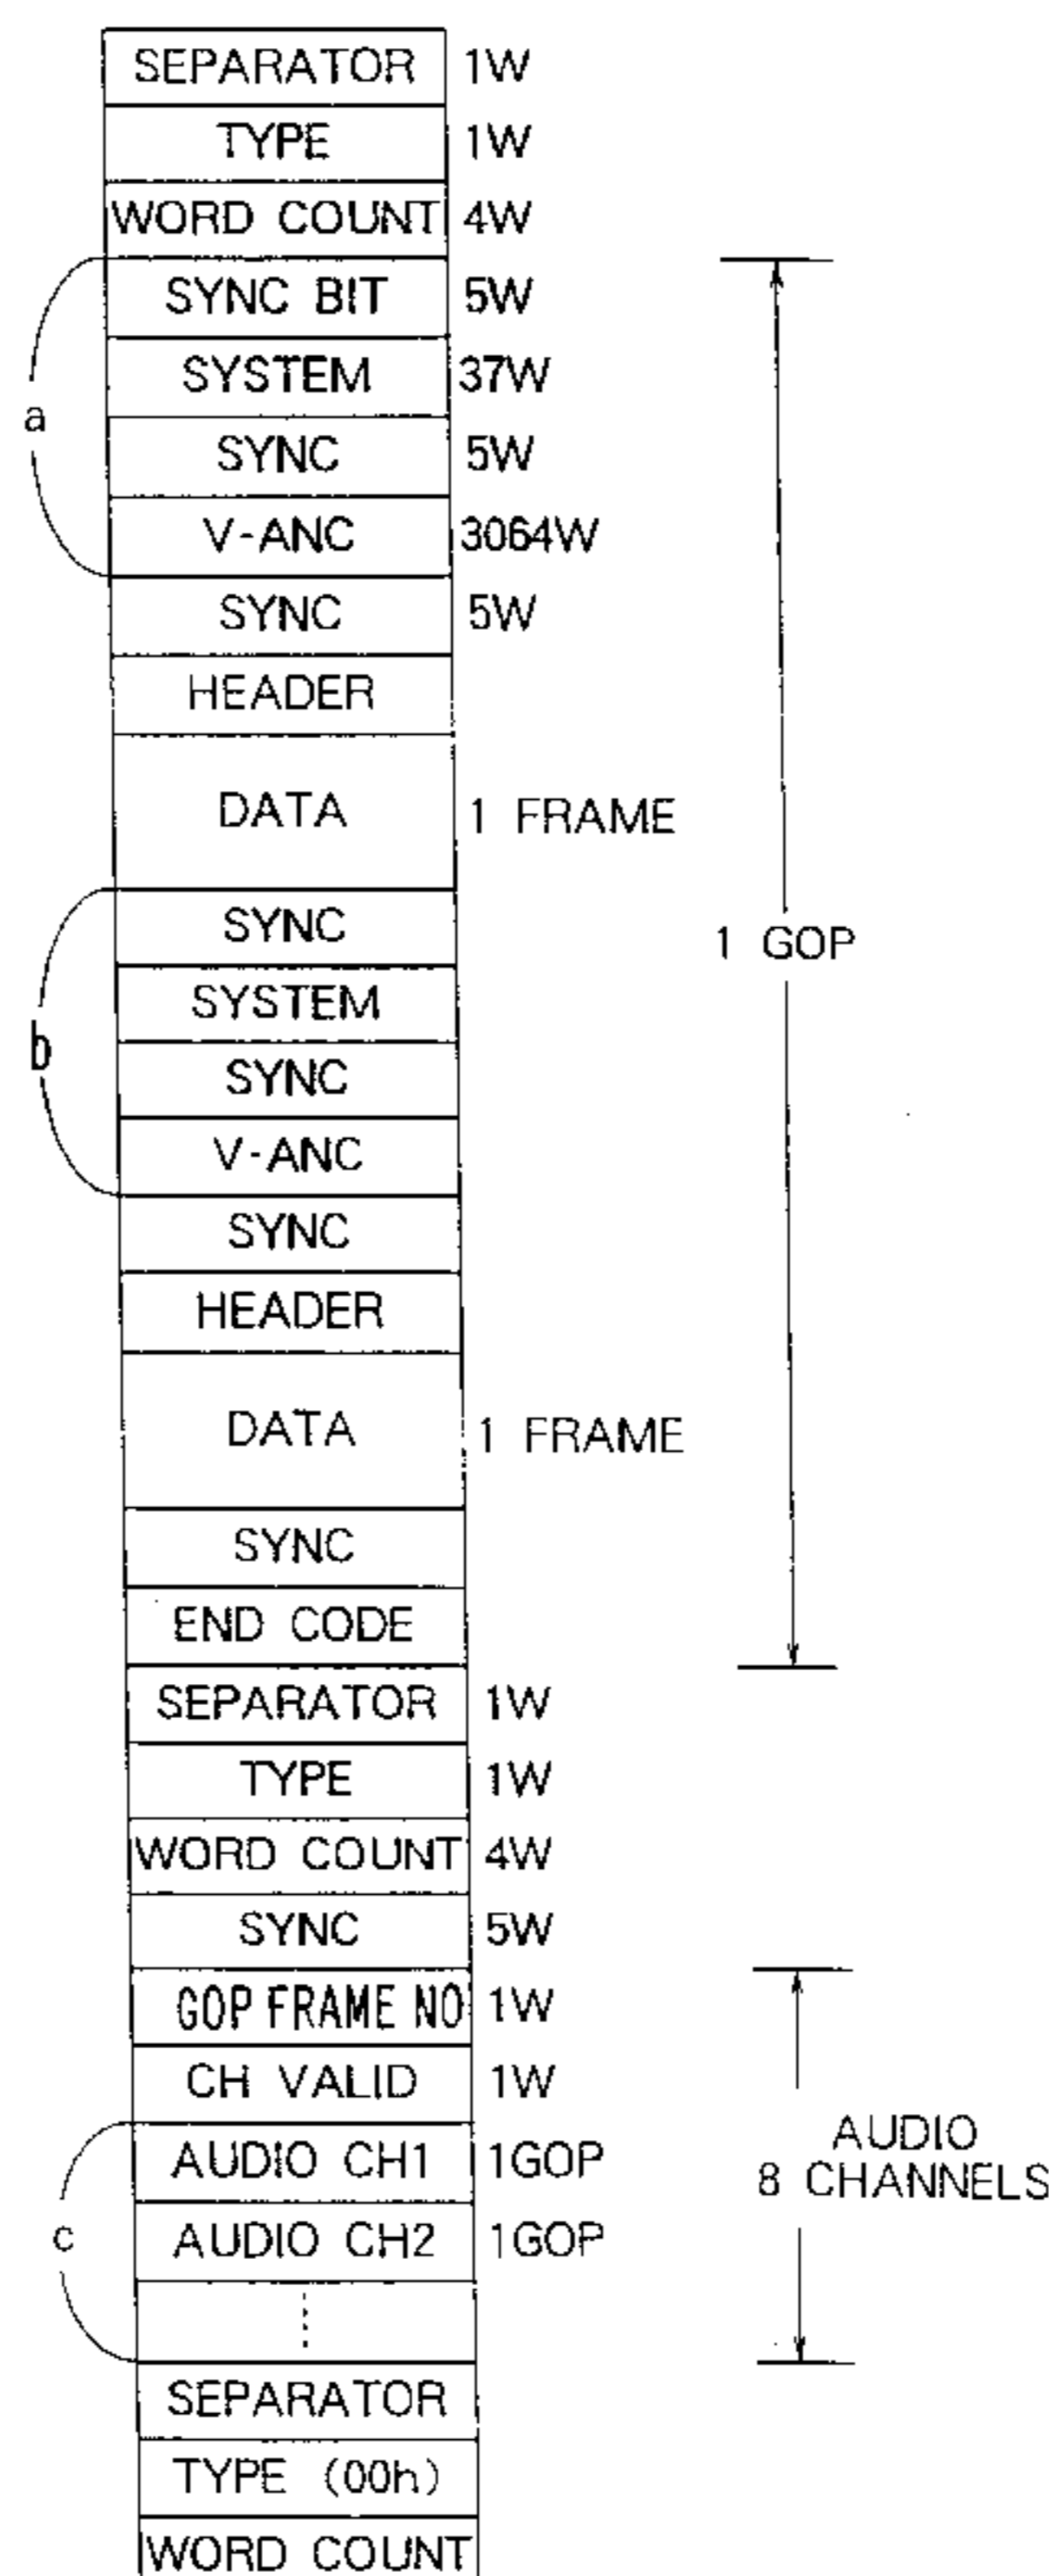 SEPARATOR 1W
TYPE 1W
WORD COUNT 4W
SYNC BIT 5W
SYSTEM 37W
a
SYNC 5W
V-ANC 3064W
SYNC 5W
HEADER
DATA 1 FRAME
SYNC
1 GOP
SYSTEM
b
SYNC
V-ANC
SYNC
HEADER
DATA 1 FRAME
SYNC
END CODE
SEPARATOR 1W
TYPE 1W
WORD COUNT 4W
SYNC 5W
GOP FRAME NO 1W
CH VALID 1W
AUDIO CH1 1GOP
AUDIO
8 CHANNELS
c
AUDIO CH2 1GOP
SEPARATOR
TYPE (00h)
WORD COUNT